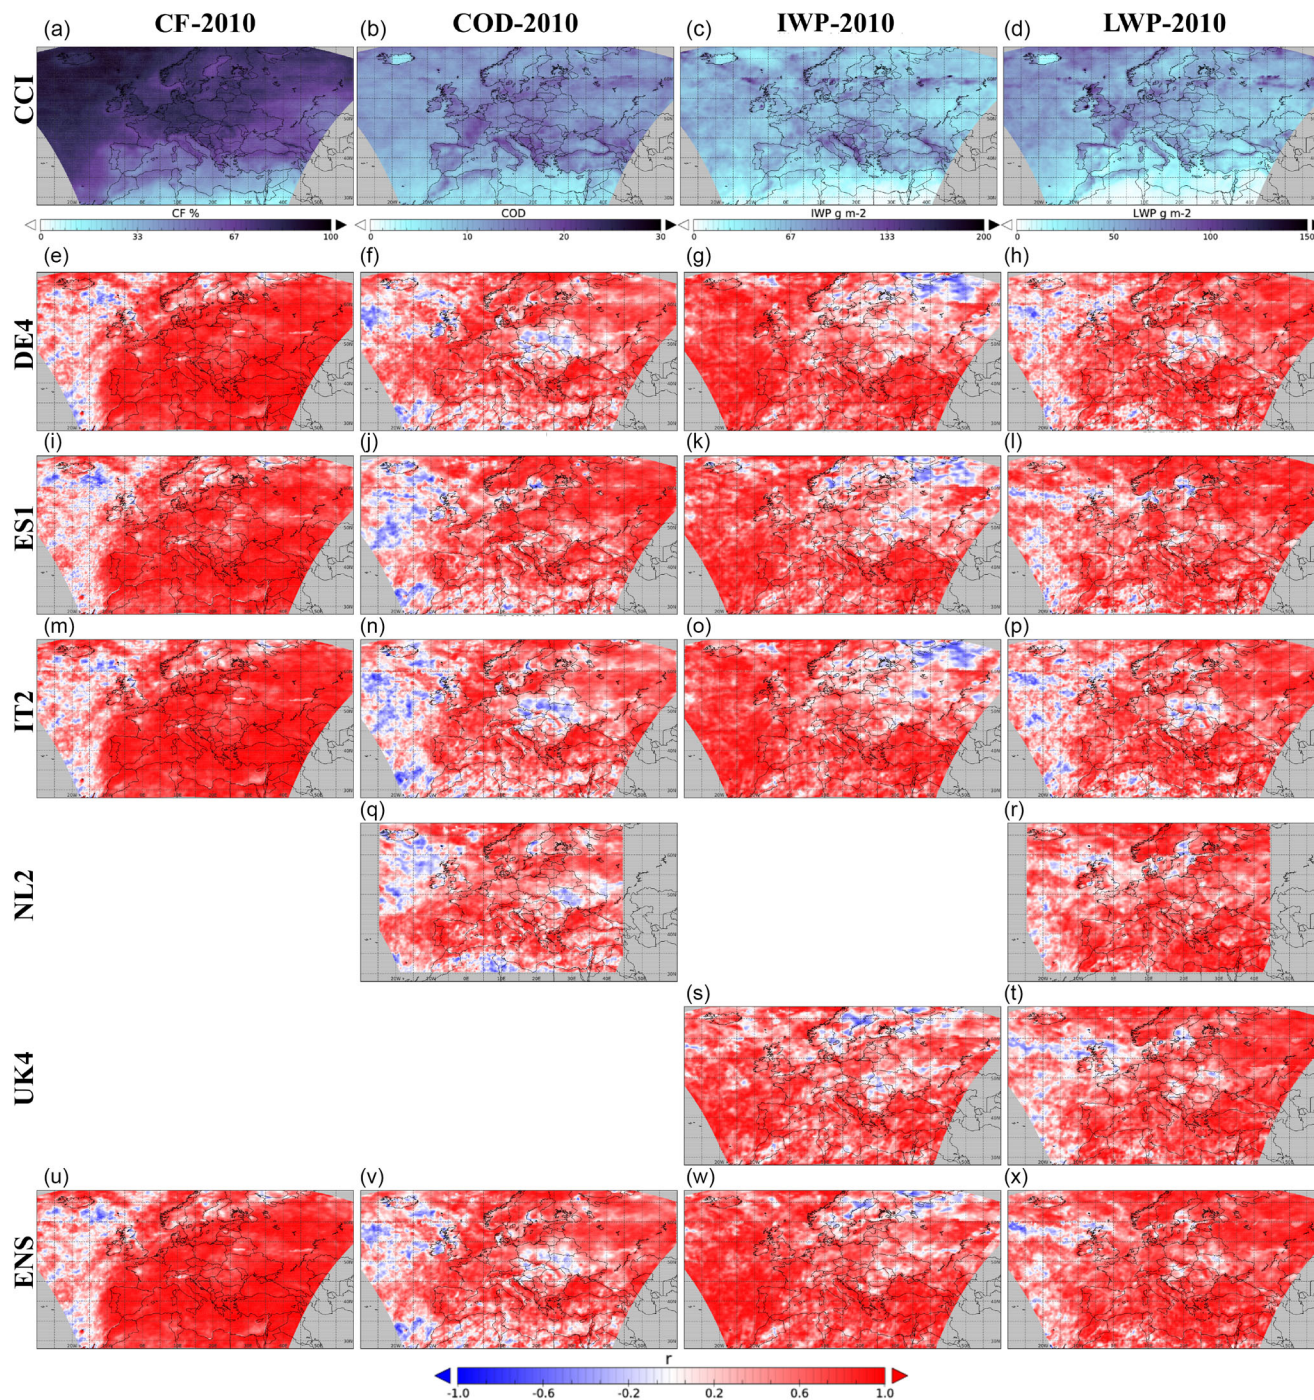 CF-2010 COD-2010 IWP-2010 LWP-2010
(a) (b) (c) (d)
CCI
CF % COD IWP g m-2 LWP g m-2
0 33 67 100 0 10 20 30 0 67 133 200 0 50 100 150
(e) (f) (g) (h)
DE4
(i) (j) (k) (l)
ES1
(m) (n) (o) (p)
IT2
(q) (r)
NL2
(s) (t)
UK4
(u) (v) (w) (x)
ENS
r
-1.0 -0.6 -0.2 0.2 0.6 1.0